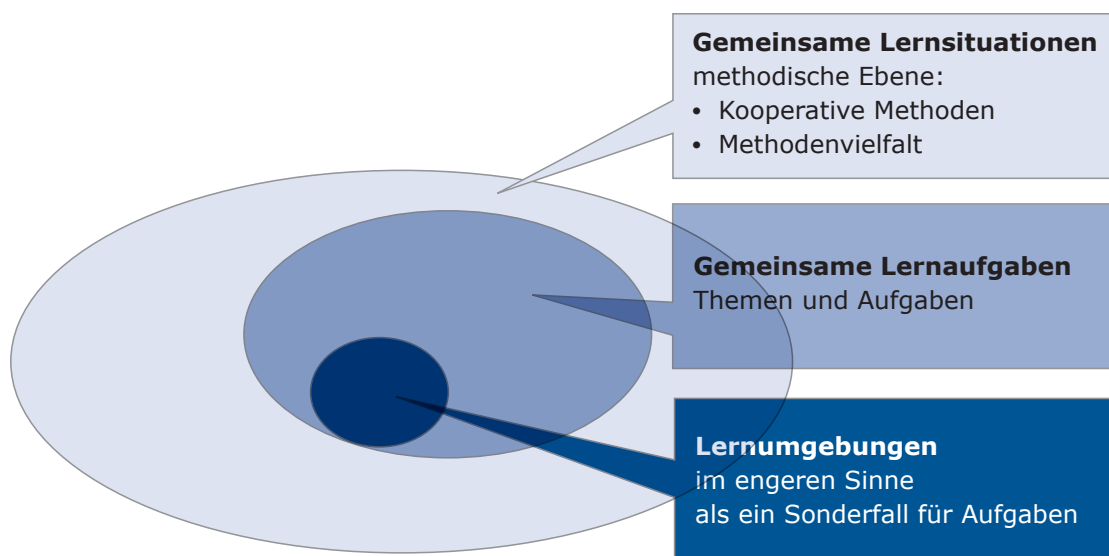 Gemeinsame Lernsituationen
methodische Ebene:
• Kooperative Methoden
• Methodenvielfalt
Gemeinsame Lernaufgaben
Themen und Aufgaben
Lernumgebungen
im engeren Sinne
als ein Sonderfall für Aufgaben